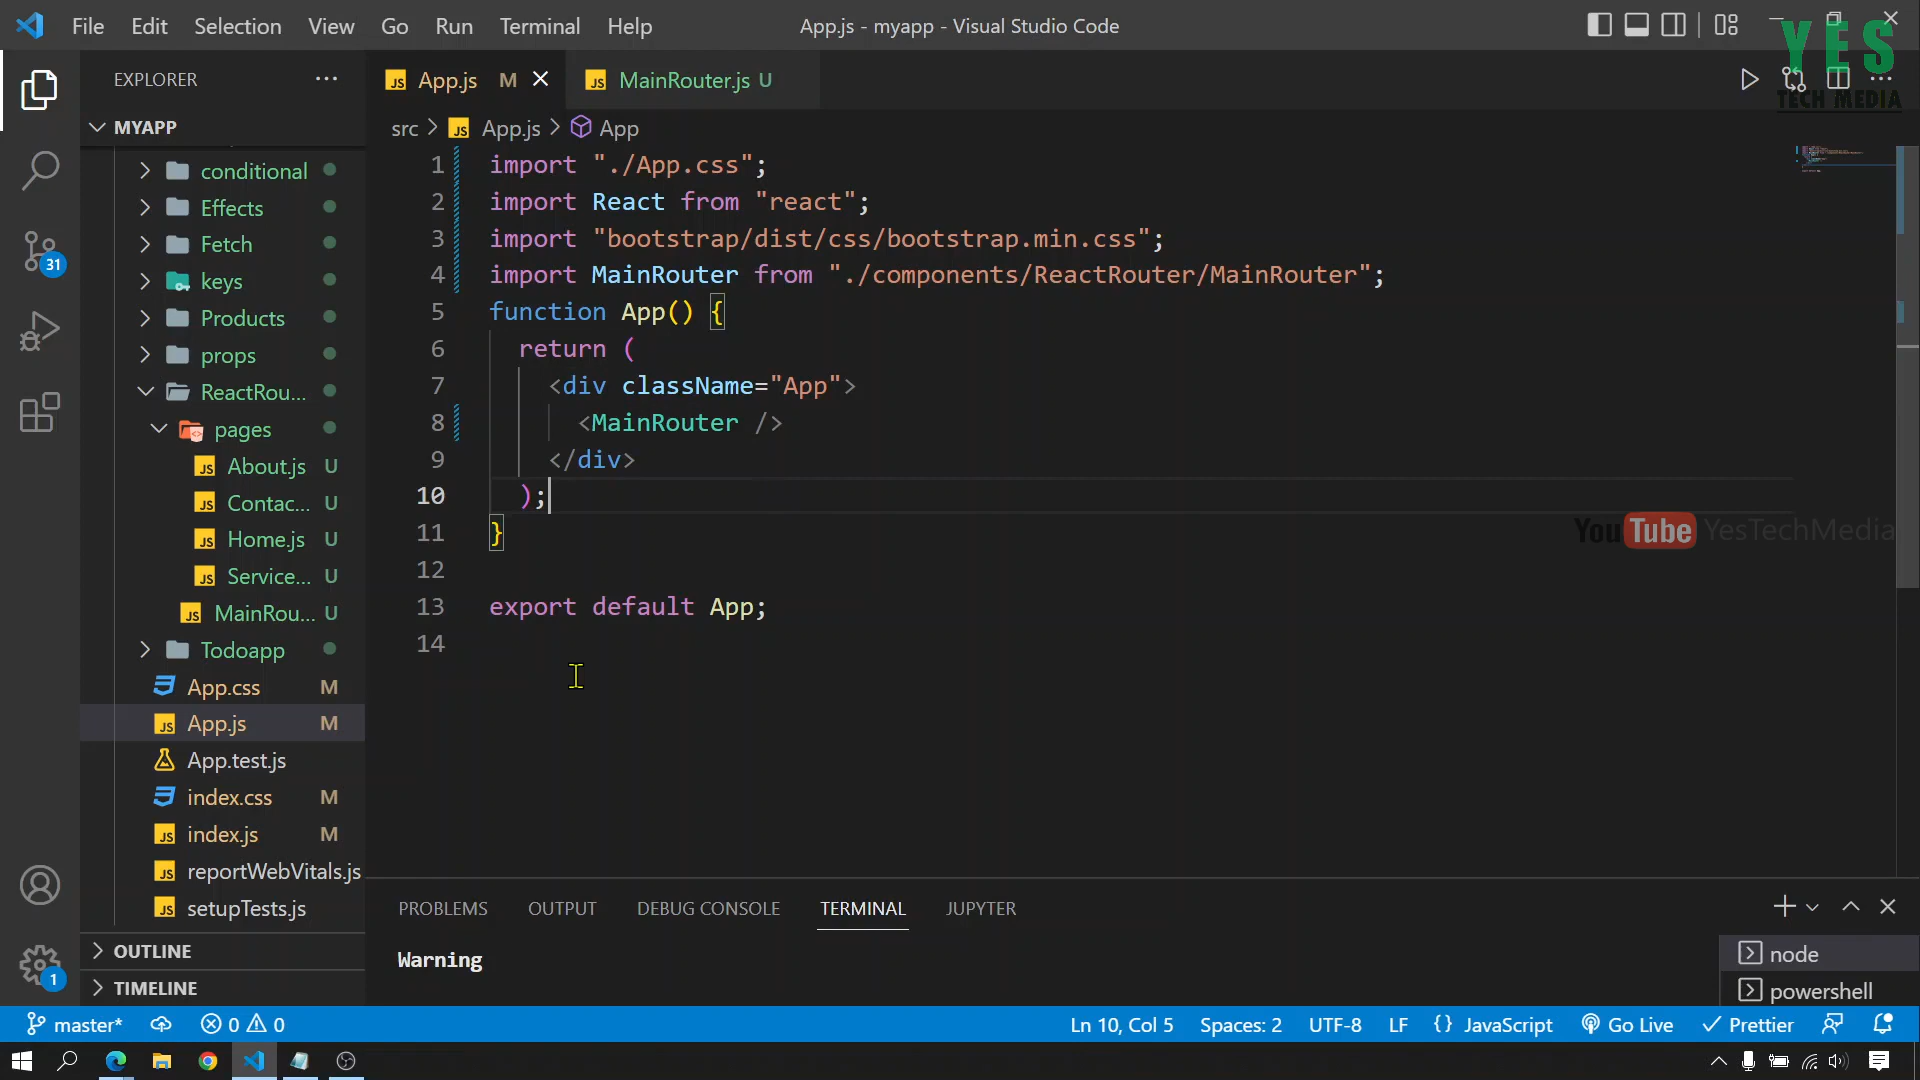 File Edit Selection View Go Run Terminal Help
App.js - myapp - Visual Studio Code
YES
TECH MEDIA
EXPLORER
App.js M
MainRouter.js U
MYAPP
src > App.js > App
conditional
Effects
Fetch
keys
Products
props
ReactRou...
pages
About.js U
Contac... U
Home.js U
Service... U
MainRou... U
Todoapp
App.css M
App.js M
App.test.js
index.css M
index.js M
reportWebVitals.js
setupTests.js
OUTLINE
TIMELINE
31
1
1 import "./App.css";
2 import React from "react";
3 import "bootstrap/dist/css/bootstrap.min.css";
4 import MainRouter from "./components/ReactRouter/MainRouter";
5 function App() {
6 return (
7 <div className="App">
8 <MainRouter />
9 </div>
10 );
11 }
12
13 export default App;
14
YouTube YesTechMedia
PROBLEMS OUTPUT DEBUG CONSOLE TERMINAL JUPYTER
Warning
node
powershell
master* 0 0 Ln 10, Col 5 Spaces: 2 UTF-8 LF {} JavaScript Go Live Prettier